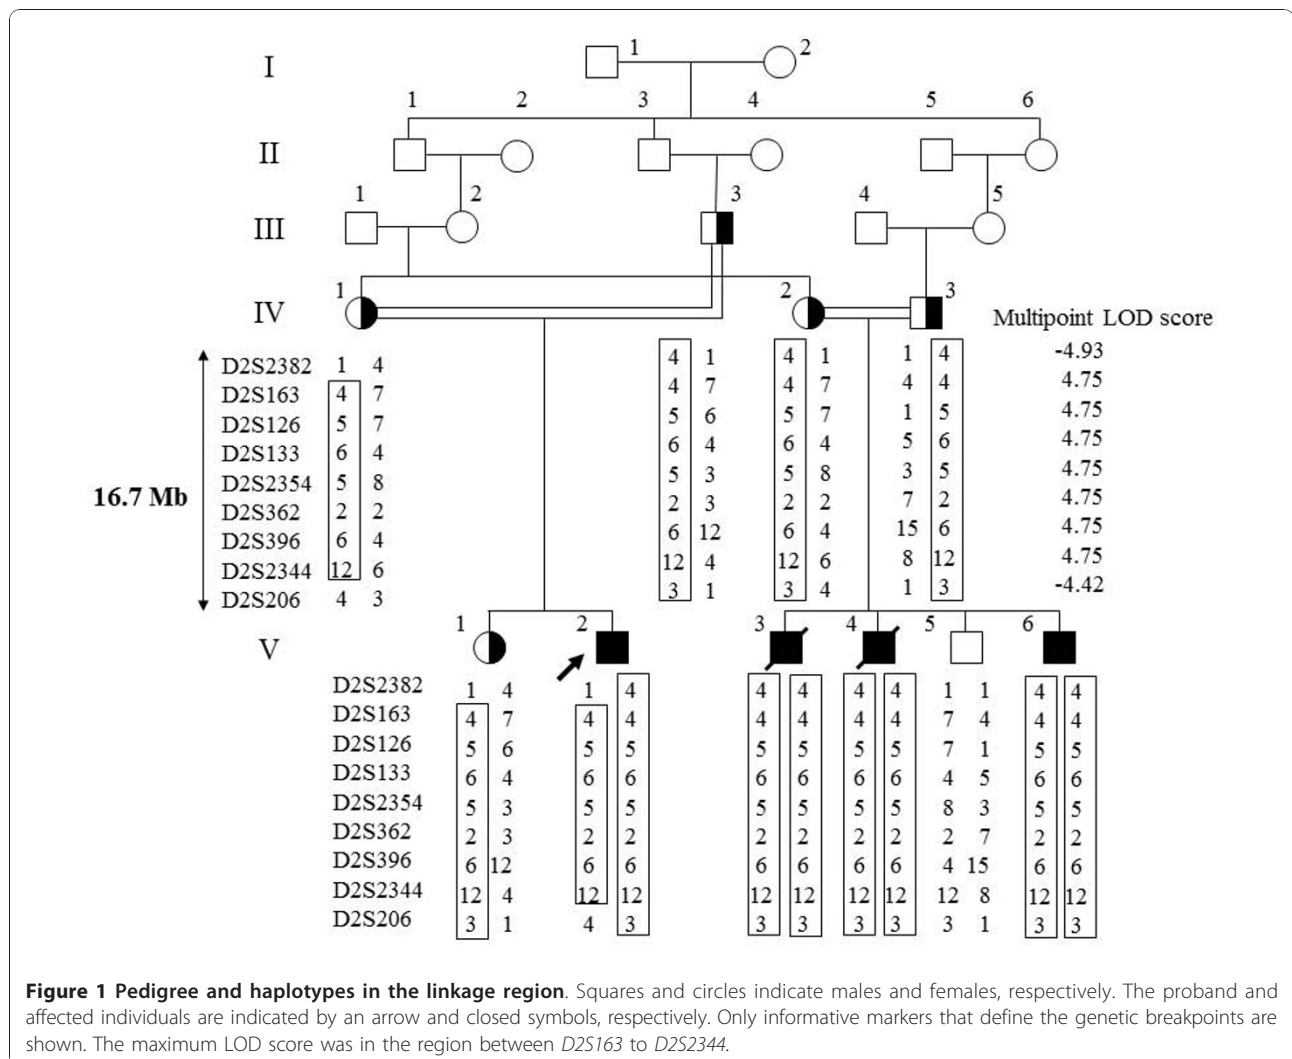 I 1 2
1 2 3 4 5 6
II
1 2 3 4 5
III
1 2 3
IV
Multipoint LOD score
D2S2382 1 4 4 1 4 1 1 4 -4.93
D2S163 4 7 4 7 4 7 4 4 4.75
D2S126 5 7 5 6 5 7 1 5 4.75
D2S133 6 4 6 4 6 4 5 6 4.75
D2S2354 5 8 5 3 5 8 3 5 4.75
16.7 Mb
D2S362 2 2 2 3 2 2 7 2 4.75
D2S396 6 4 6 12 6 4 15 6 4.75
D2S2344 12 6 12 4 12 6 8 12 4.75
D2S206 4 3 3 1 3 4 1 3 -4.42
1 2 3 4 5 6
V
D2S2382 1 4 1 4 4 4 4 4 1 1 4 4
D2S163 4 7 4 4 4 4 4 4 7 4 4 4
D2S126 5 6 5 5 5 5 5 5 7 1 5 5
D2S133 6 4 6 6 6 6 6 6 4 5 6 6
D2S2354 5 3 5 5 5 5 5 5 8 3 5 5
D2S362 2 3 2 2 2 2 2 2 2 7 2 2
D2S396 6 12 6 6 6 6 6 6 4 15 6 6
D2S2344 12 4 12 12 12 12 12 12 12 8 12 12
D2S206 3 1 4 3 3 3 3 3 3 1 3 3
Figure 1 Pedigree and haplotypes in the linkage region. Squares and circles indicate males and females, respectively. The proband and
affected individuals are indicated by an arrow and closed symbols, respectively. Only informative markers that define the genetic breakpoints are
shown. The maximum LOD score was in the region between D2S163 to D2S2344.